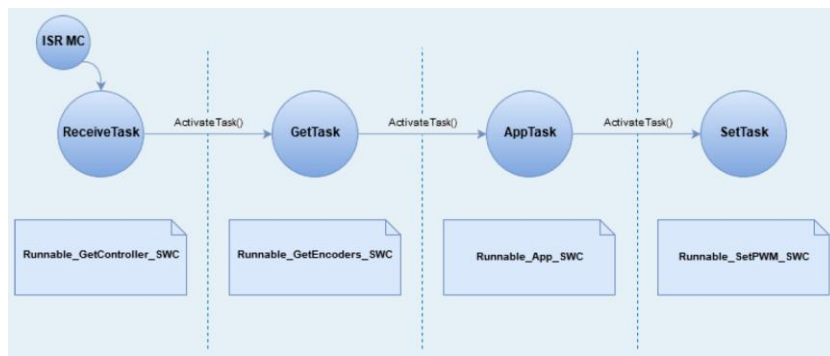 ISR MC
ReceiveTask
ActivateTask()
GetTask
ActivateTask()
AppTask
ActivateTask()
SetTask
Runnable_GetController_SWC
Runnable_GetEncoders_SWC
Runnable_App_SWC
Runnable_SetPWM_SWC